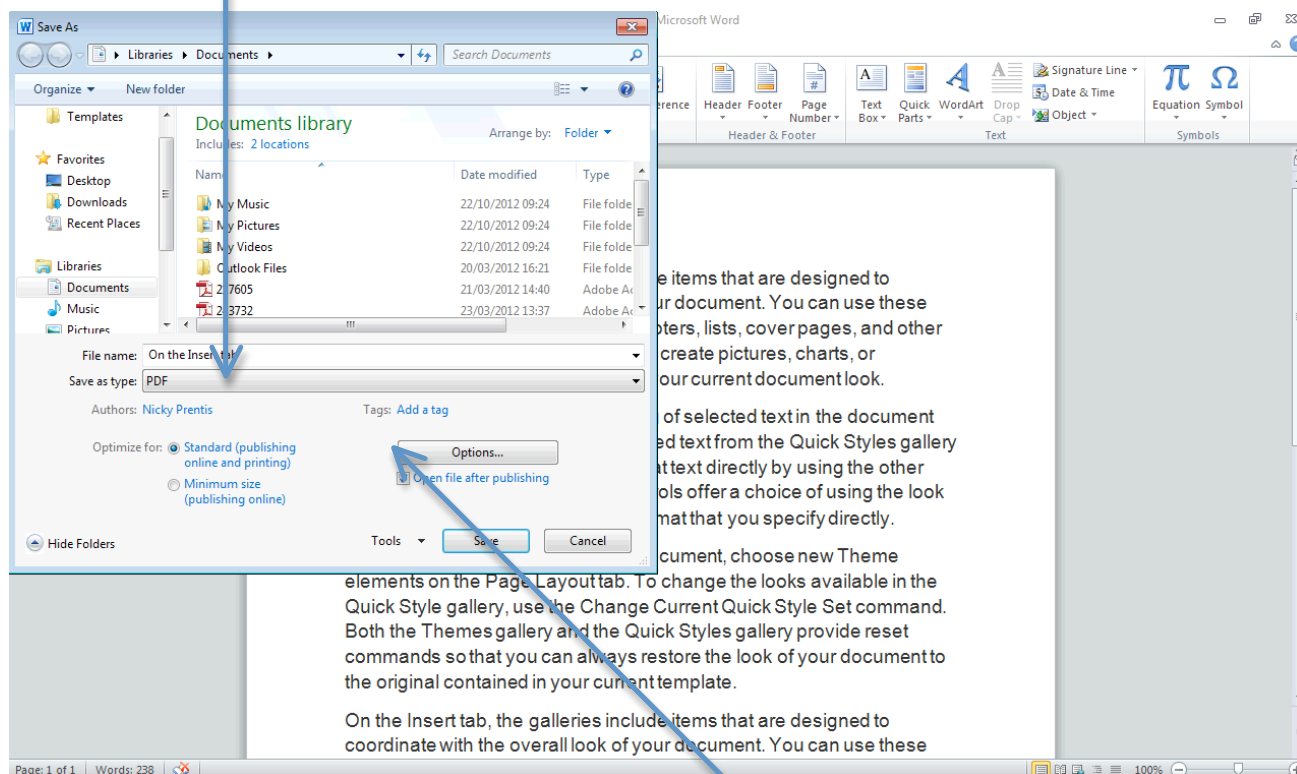 Save As
Microsoft Word
Libraries Documents
Search Documents
Organize New folder
Templates
Favorites
Desktop
Downloads
Recent Places
Libraries
Documents
Music
Pictures
Documents library
Includes: 2 locations
Arrange by: Folder
Name Date modified Type
My Music 22/10/2012 09:24 File folde
My Pictures 22/10/2012 09:24 File folde
My Videos 22/10/2012 09:24 File folde
Outlook Files 20/03/2012 16:21 File folde
21/03/2012 14:40 Adobe Ac
23/03/2012 13:37 Adobe Ac
File name: On the Insert tab
Save as type: PDF
Authors: Nicky Prentis Tags: Add a tag
Optimize for: Standard (publishing
online and printing)
Minimum size
(publishing online)
Options...
Open file after publishing
Hide Folders Tools Save Cancel
erence Header Footer Page
Number
Header & Footer
Text
Box
Quick
Parts
WordArt Drop
Cap
Signature Line
Date & Time
Object
Text
π Ω
Equation Symbol
Symbols
e items that are designed to
ur document. You can use these
oters, lists, cover pages, and other
create pictures, charts, or
our current document look.
of selected text in the document
ed text from the Quick Styles gallery
at text directly by using the other
ols offer a choice of using the look
mat that you specify directly.
cument, choose new Theme
elements on the Page Layout tab. To change the looks available in the
Quick Style gallery, use the Change Current Quick Style Set command.
Both the Themes gallery and the Quick Styles gallery provide reset
commands so that you can always restore the look of your document to
the original contained in your current template.
On the Insert tab, the galleries include items that are designed to
coordinate with the overall look of your document. You can use these
Page: 1 of 1 Words: 238 100%